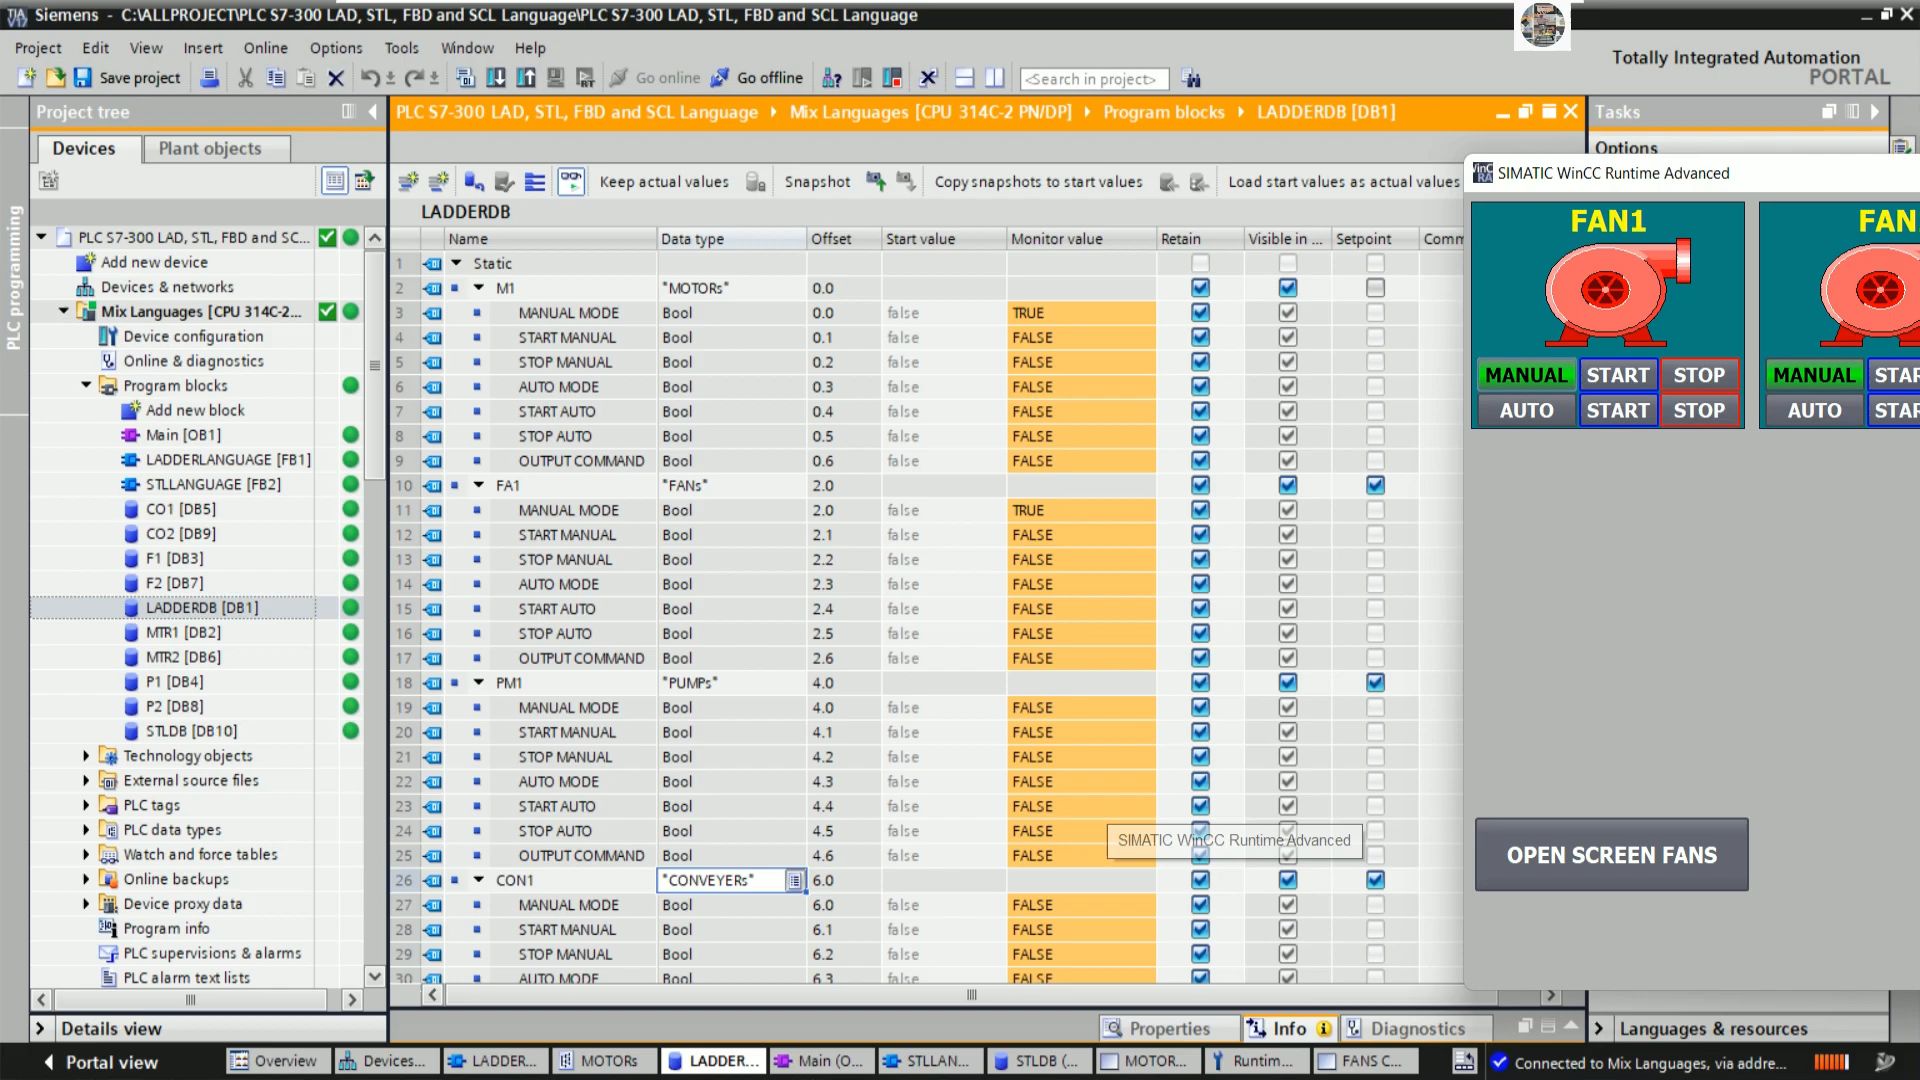 Siemens - C:\ALLPROJECT\PLC S7-300 LAD, STL, FBD and SCL Language\PLC S7-300 LAD, STL, FBD and SCL Language
Project Edit View Insert Online Options Tools Window Help
Totally Integrated Automation
PORTAL
Save project
Go online
Go offline
<Search in project>
Project tree
PLC S7-300 LAD, STL, FBD and SCL Language Mix Languages [CPU 314C-2 PN/DP] Program blocks LADDERDB [DB1]
Tasks
Devices
Plant objects
Options
Keep actual values
Snapshot
Copy snapshots to start values
Load start values as actual values
SIMATIC WinCC Runtime Advanced
PLC programming
LADDERDB
Name Data type Offset Start value Monitor value Retain Visible in ... Setpoint Comm
PLC S7-300 LAD, STL, FBD and SC...
Add new device
Devices & networks
Mix Languages [CPU 314C-2...
Device configuration
Online & diagnostics
Program blocks
Add new block
Main [OB1]
LADDERLANGUAGE [FB1]
STLLANGUAGE [FB2]
CO1 [DB5]
CO2 [DB9]
F1 [DB3]
F2 [DB7]
LADDERDB [DB1]
MTR1 [DB2]
MTR2 [DB6]
P1 [DB4]
P2 [DB8]
STLDB [DB10]
Technology objects
External source files
PLC tags
PLC data types
Watch and force tables
Online backups
Device proxy data
Program info
PLC supervisions & alarms
PLC alarm text lists
1 Static
2 M1 "MOTORs" 0.0
3 MANUAL MODE Bool 0.0 false TRUE
4 START MANUAL Bool 0.1 false FALSE
5 STOP MANUAL Bool 0.2 false FALSE
6 AUTO MODE Bool 0.3 false FALSE
7 START AUTO Bool 0.4 false FALSE
8 STOP AUTO Bool 0.5 false FALSE
9 OUTPUT COMMAND Bool 0.6 false FALSE
10 FA1 "FANs" 2.0
11 MANUAL MODE Bool 2.0 false TRUE
12 START MANUAL Bool 2.1 false FALSE
13 STOP MANUAL Bool 2.2 false FALSE
14 AUTO MODE Bool 2.3 false FALSE
15 START AUTO Bool 2.4 false FALSE
16 STOP AUTO Bool 2.5 false FALSE
17 OUTPUT COMMAND Bool 2.6 false FALSE
18 PM1 "PUMPs" 4.0
19 MANUAL MODE Bool 4.0 false FALSE
20 START MANUAL Bool 4.1 false FALSE
21 STOP MANUAL Bool 4.2 false FALSE
22 AUTO MODE Bool 4.3 false FALSE
23 START AUTO Bool 4.4 false FALSE
24 STOP AUTO Bool 4.5 false FALSE
25 OUTPUT COMMAND Bool 4.6 false FALSE
26 CON1 "CONVEYERs" 6.0
27 MANUAL MODE Bool 6.0 false FALSE
28 START MANUAL Bool 6.1 false FALSE
29 STOP MANUAL Bool 6.2 false FALSE
30 AUTO MODE Bool 6.3 false FALSE
SIMATIC WinCC Runtime Advanced
FAN1
MANUAL START STOP
AUTO START STOP
FAN
MANUAL STAR
AUTO STAR
OPEN SCREEN FANS
Details view
Properties
Info
Diagnostics
Languages & resources
Portal view
Overview
Devices...
LADDER...
MOTORs
LADDER...
Main (O...
STLLAN...
STLDB (...
MOTOR...
Runtim...
FANS C...
Connected to Mix Languages, via addre...